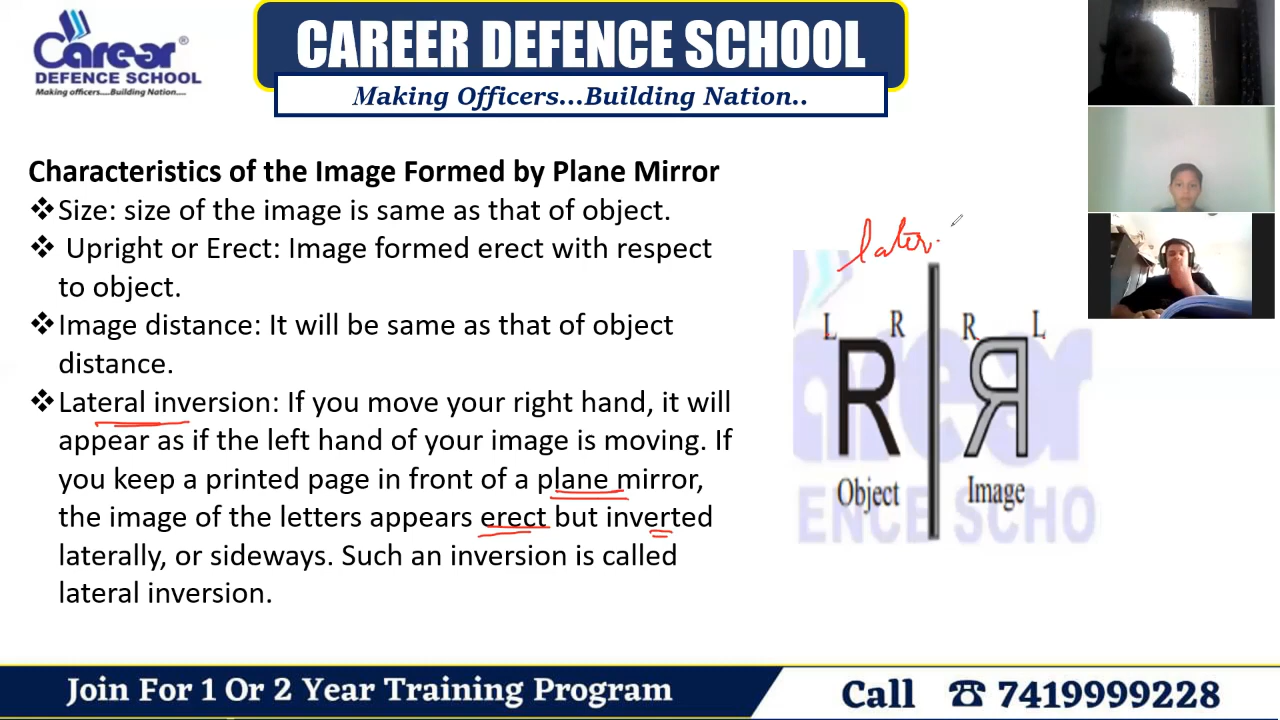 Carear®
DEFENCE SCHOOL
Making officers....Building Nation....
CAREER DEFENCE SCHOOL
Making Officers...Building Nation..
Characteristics of the Image Formed by Plane Mirror
❖Size: size of the image is same as that of object.
❖ Upright or Erect: Image formed erect with respect
to object.
❖Image distance: It will be same as that of object
distance.
❖Lateral inversion: If you move your right hand, it will
appear as if the left hand of your image is moving. If
you keep a printed page in front of a plane mirror,
the image of the letters appears erect but inverted
laterally, or sideways. Such an inversion is called
lateral inversion.
later.
L R R L
R R
Object Image
ENCE SCHO
Join For 1 Or 2 Year Training Program
Call ☎ 7419999228